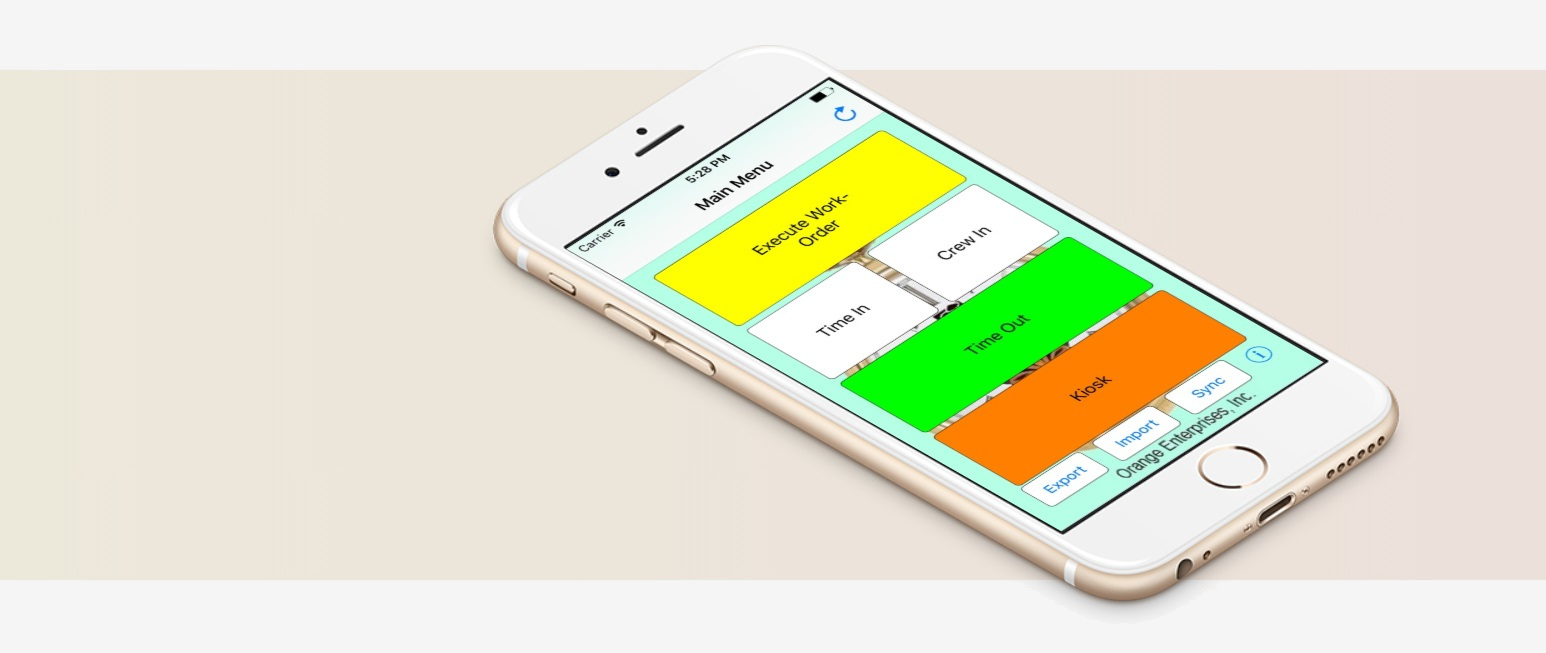 Carrier
5:28 PM
Main Menu
Execute Work-
Order
Time In
Crew In
Time Out
Kiosk
Export
Import
Sync
Orange Enterprises, Inc.